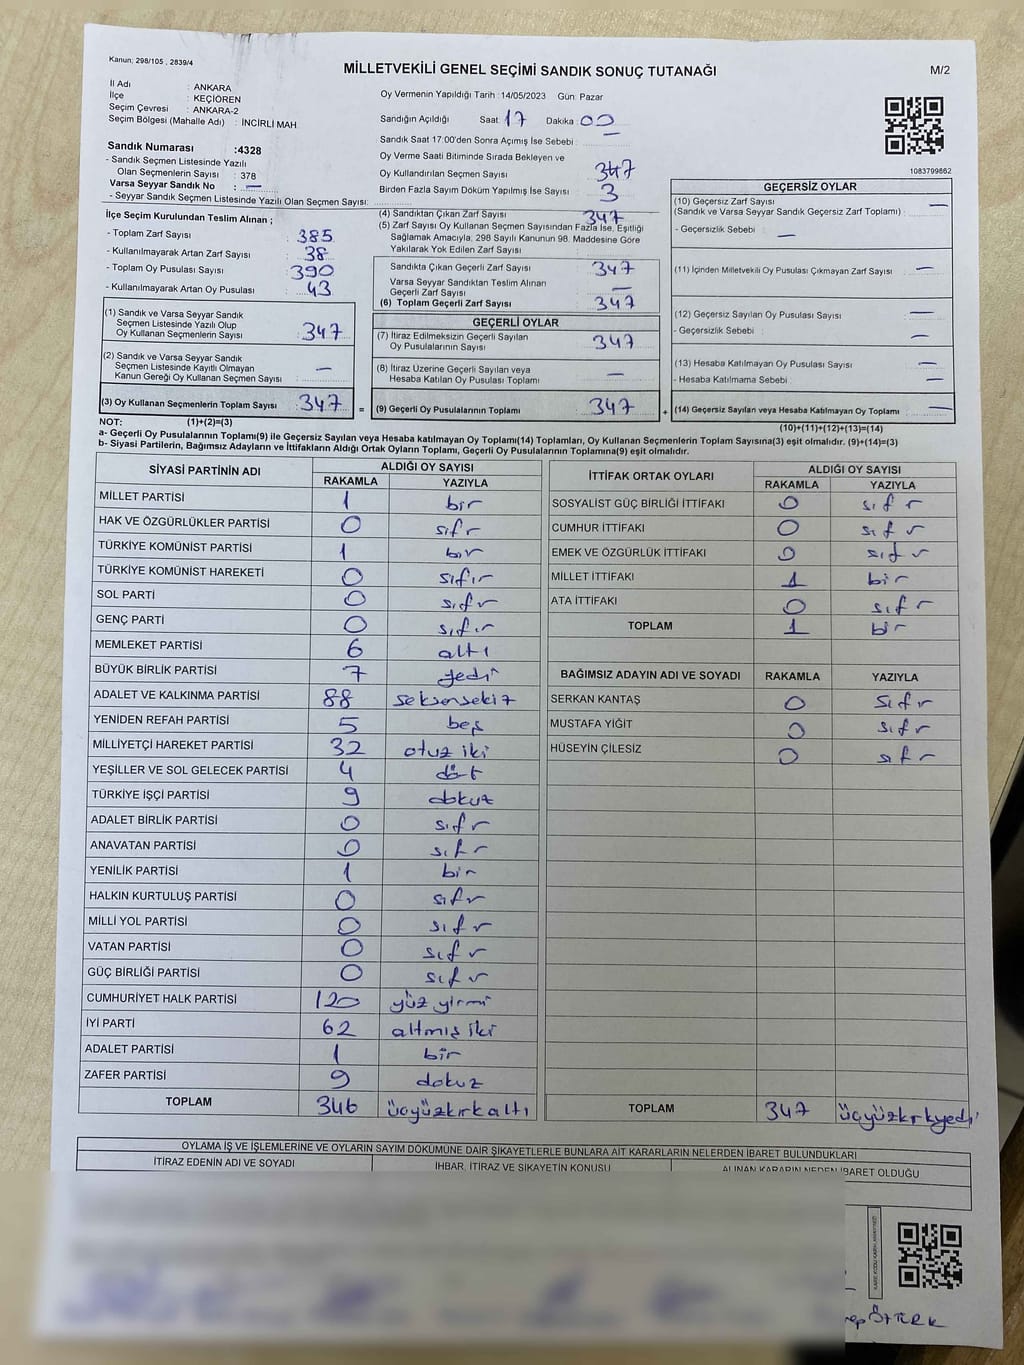 Kanun: 298/105 , 2839/4
MİLLETVEKİLİ GENEL SEÇİMİ SANDIK SONUÇ TUTANAĞI
M/2
İl Adı : ANKARA
İlçe : KEÇİÖREN
Seçim Çevresi : ANKARA-2
Seçim Bölgesi (Mahalle Adı) : İNCİRLİ MAH
Sandık Numarası :4328
- Sandık Seçmen Listesinde Yazılı
Olan Seçmenlerin Sayısı : 378
Varsa Seyyar Sandık No : —
- Seyyar Sandık Seçmen Listesinde Yazılı Olan Seçmen Sayısı:
Oy Vermenin Yapıldığı Tarih : 14/05/2023 Gün: Pazar
Sandığın Açıldığı Saat: 17 Dakika : 00
Sandık Saat 17:00'den Sonra Açımış İse Sebebi :
Oy Verme Saati Bitiminde Sırada Bekleyen ve
Oy Kullandırılan Seçmen Sayısı 347
Birden Fazla Sayım Döküm Yapılmış İse Sayısı 3
1083799862
İlçe Seçim Kurulundan Teslim Alınan ;
- Toplam Zarf Sayısı : 385
- Kullanılmayarak Artan Zarf Sayısı : 38
- Toplam Oy Pusulası Sayısı : 390
- Kullanılmayarak Artan Oy Pusulası : 43
(1) Sandık ve Varsa Seyyar Sandık
Seçmen Listesinde Yazılı Olup
Oy Kullanan Seçmenlerin Sayısı : 347
(2) Sandık ve Varsa Seyyar Sandık
Seçmen Listesinde Kayıtlı Olmayan
Kanun Gereği Oy Kullanan Seçmen Sayısı : —
(3) Oy Kullanan Seçmenlerin Toplam Sayısı : 347
(4) Sandıktan Çıkan Zarf Sayısı 347
(5) Zarf Sayısı Oy Kullanan Seçmen Sayısından Fazla İse, Eşitliği
Sağlamak Amacıyla; 298 Sayılı Kanunun 98. Maddesine Göre
Yakılarak Yok Edilen Zarf Sayısı
Sandıkta Çıkan Geçerli Zarf Sayısı : 347
Varsa Seyyar Sandıktan Teslim Alınan
Geçerli Zarf Sayısı : —
(6) Toplam Geçerli Zarf Sayısı : 347
GEÇERLİ OYLAR
(7) İtiraz Edilmeksizin Geçerli Sayılan
Oy Pusulalarının Sayısı : 347
(8) İtiraz Üzerine Geçerli Sayılan veya
Hesaba Katılan Oy Pusulası Toplamı : —
= (9) Geçerli Oy Pusulalarının Toplamı : 347
GEÇERSİZ OYLAR
(10) Geçersiz Zarf Sayısı —
(Sandık ve Varsa Seyyar Sandık Geçersiz Zarf Toplamı) :
- Geçersizlik Sebebi : —
(11) İçinden Milletvekili Oy Pusulası Çıkmayan Zarf Sayısı : —
(12) Geçersiz Sayılan Oy Pusulası Sayısı : —
- Geçersizlik Sebebi : —
(13) Hesaba Katılmayan Oy Pusulası Sayısı : —
- Hesaba Katılmama Sebebi : —
+ (14) Geçersiz Sayılan veya Hesaba Katılmayan Oy Toplamı : —
NOT: (1)+(2)=(3)
(10)+(11)+(12)+(13)=(14)
a- Geçerli Oy Pusulalarının Toplamı(9) ile Geçersiz Sayılan veya Hesaba katılmayan Oy Toplamı(14) Toplamları, Oy Kullanan Seçmenlerin Toplam Sayısına(3) eşit olmalıdır. (9)+(14)=(3)
b- Siyasi Partilerin, Bağımsız Adayların ve İttifakların Aldığı Ortak Oyların Toplamı, Geçerli Oy Pusulalarının Toplamına(9) eşit olmalıdır.
SİYASİ PARTİNİN ADI ALDIĞI OY SAYISI
RAKAMLA YAZIYLA
MİLLET PARTİSİ 1 bir
HAK VE ÖZGÜRLÜKLER PARTİSİ 0 sıfr
TÜRKİYE KOMÜNİST PARTİSİ 1 bir
TÜRKİYE KOMÜNİST HAREKETİ 0 sıfır
SOL PARTİ 0 sıfr
GENÇ PARTİ 0 sıfır
MEMLEKET PARTİSİ 6 altı
BÜYÜK BİRLİK PARTİSİ 7 yedi
ADALET VE KALKINMA PARTİSİ 88 seksensekiz
YENİDEN REFAH PARTİSİ 5 beş
MİLLİYETÇİ HAREKET PARTİSİ 32 otuz iki
YEŞİLLER VE SOL GELECEK PARTİSİ 4 dört
TÜRKİYE İŞÇİ PARTİSİ 9 dokuz
ADALET BİRLİK PARTİSİ 0 sıfr
ANAVATAN PARTİSİ 0 sıfr
YENİLİK PARTİSİ 1 bir
HALKIN KURTULUŞ PARTİSİ 0 sıfr
MİLLİ YOL PARTİSİ 0 sıfr
VATAN PARTİSİ 0 sıfr
GÜÇ BİRLİĞİ PARTİSİ 0 sıfr
CUMHURİYET HALK PARTİSİ 120 yüz yirmi
İYİ PARTİ 62 altmış iki
ADALET PARTİSİ 1 bir
ZAFER PARTİSİ 9 dokuz
TOPLAM 346 üçyüzkırkaltı
İTTİFAK ORTAK OYLARI ALDIĞI OY SAYISI
RAKAMLA YAZIYLA
SOSYALİST GÜÇ BİRLİĞİ İTTİFAKI 0 sıfr
CUMHUR İTTİFAKI 0 sıfr
EMEK VE ÖZGÜRLÜK İTTİFAKI 0 sıfr
MİLLET İTTİFAKI 1 bir
ATA İTTİFAKI 0 sıfr
TOPLAM 1 bir
BAĞIMSIZ ADAYIN ADI VE SOYADI RAKAMLA YAZIYLA
SERKAN KANTAŞ 0 sıfr
MUSTAFA YİĞİT 0 sıfr
HÜSEYİN ÇİLESİZ 0 sıfr
TOPLAM 347 üçyüzkırkyedi
OYLAMA İŞ VE İŞLEMLERİNE VE OYLARIN SAYIM DÖKÜMÜNE DAİR ŞİKAYETLERLE BUNLARA AİT KARARLARIN NELERDEN İBARET BULUNDUKLARI
İTİRAZ EDENİN ADI VE SOYADI İHBAR, İTİRAZ VE ŞİKAYETİN KONUSU ALINAN KARARIN NEDEN İBARET OLDUĞU
ÖZTÜRK